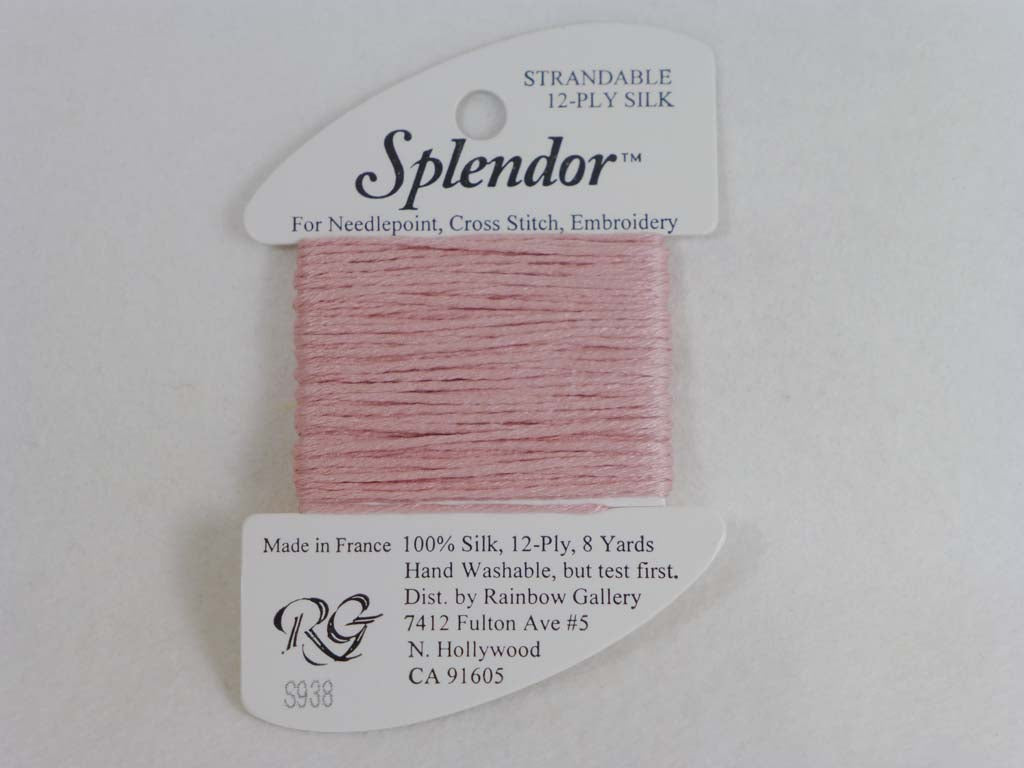 STRANDABLE
12-PLY SILK
Splendor™
For Needlepoint, Cross Stitch, Embroidery
Made in France 100% Silk, 12-Ply, 8 Yards
Hand Washable, but test first.
Dist. by Rainbow Gallery
7412 Fulton Ave #5
N. Hollywood
CA 91605
RG
S938